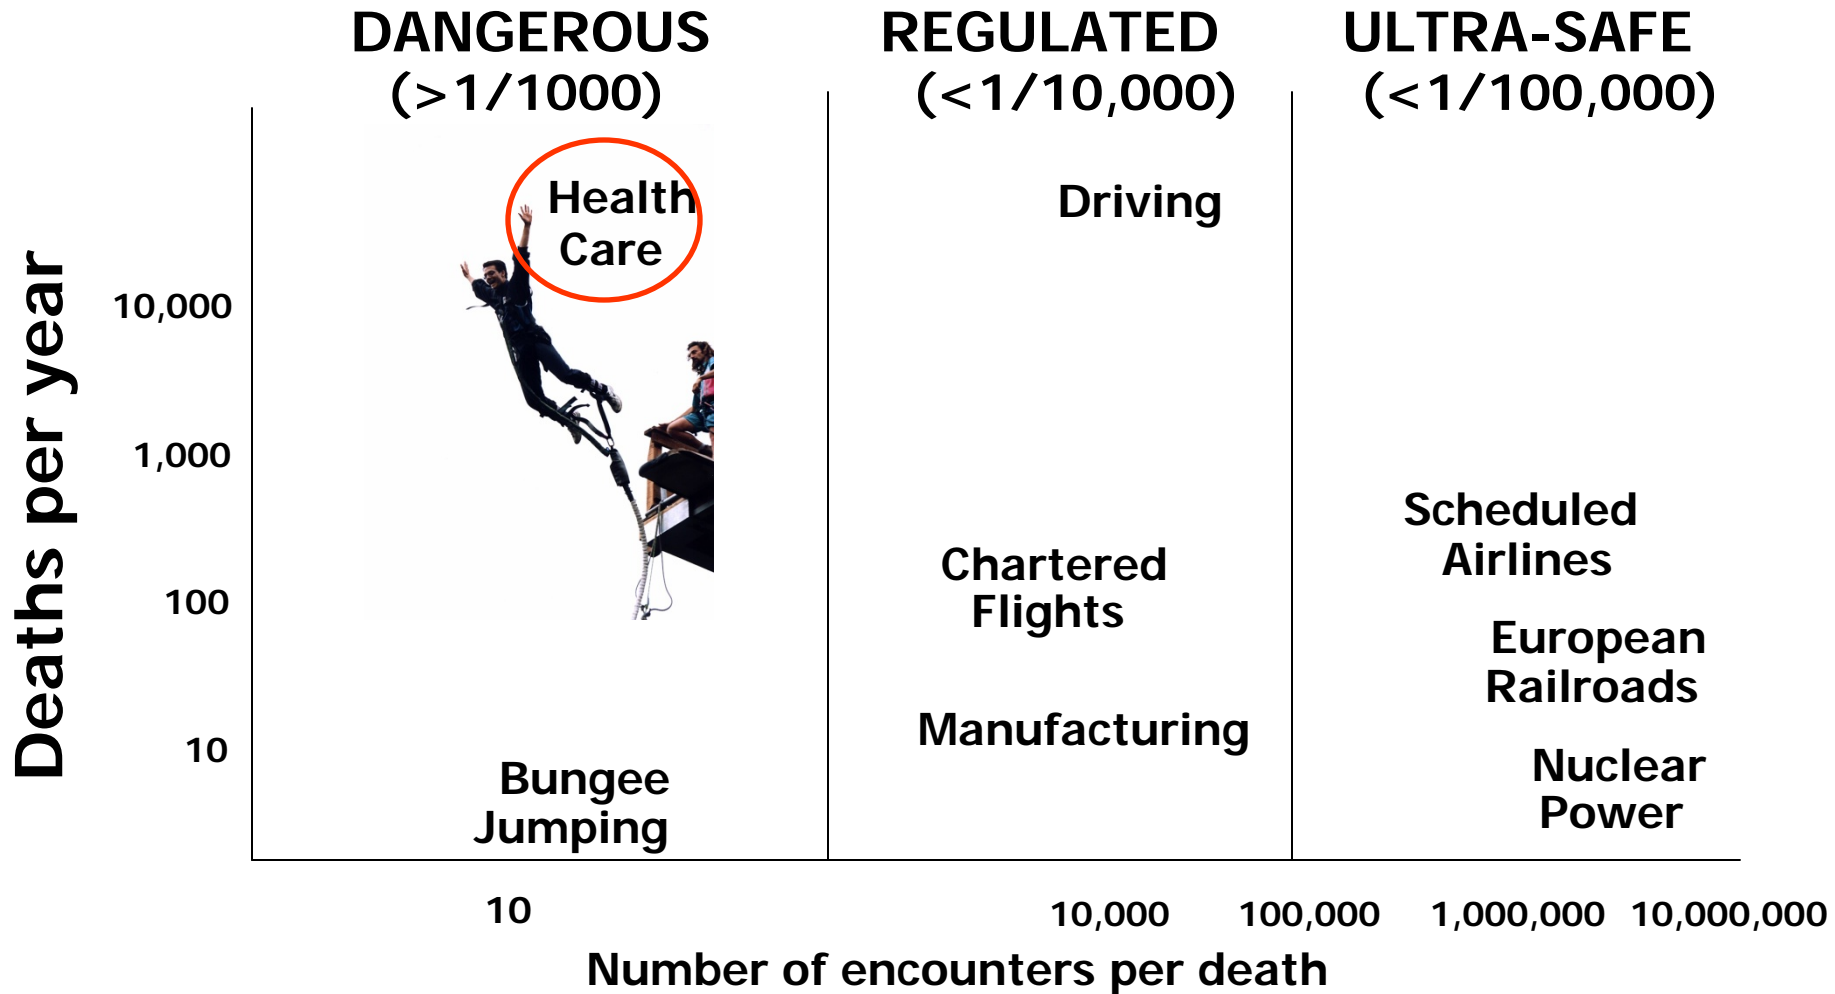 DANGEROUS
(>1/1000)
REGULATED
(<1/10,000)
ULTRA-SAFE
(<1/100,000)
Deaths per year
10,000
1,000
100
10
Health
Care
Driving
Scheduled
Airlines
Chartered
Flights
European
Railroads
Manufacturing
Nuclear
Power
Bungee
Jumping
10
10,000
100,000
1,000,000
10,000,000
Number of encounters per death